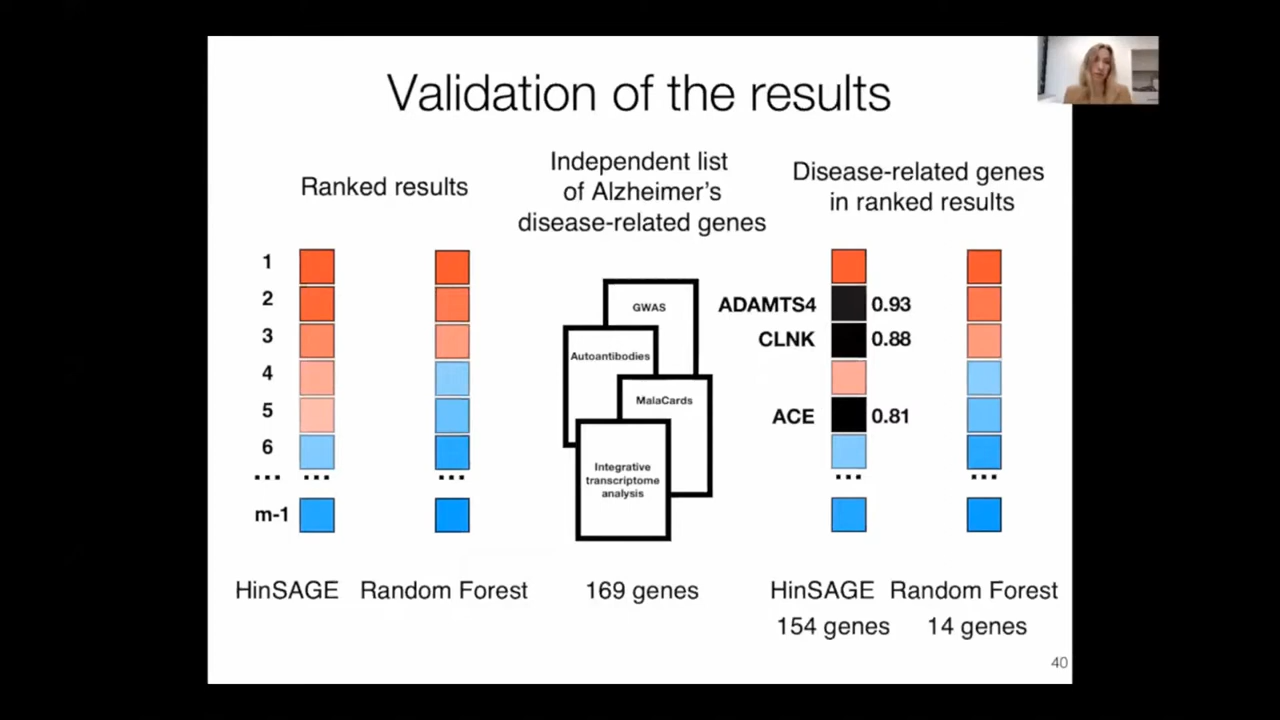 Validation of the results
Ranked results
Independent list
of Alzheimer's
disease-related genes
Disease-related genes
in ranked results
1
2
3
4
5
6
... ... ...
m-1
GWAS
Autoantibodies
MalaCards
Integrative
transcriptome
analysis
ADAMTS4 0.93
CLNK 0.88
ACE 0.81
... ...
HinSAGE Random Forest
169 genes
HinSAGE Random Forest
154 genes 14 genes
40